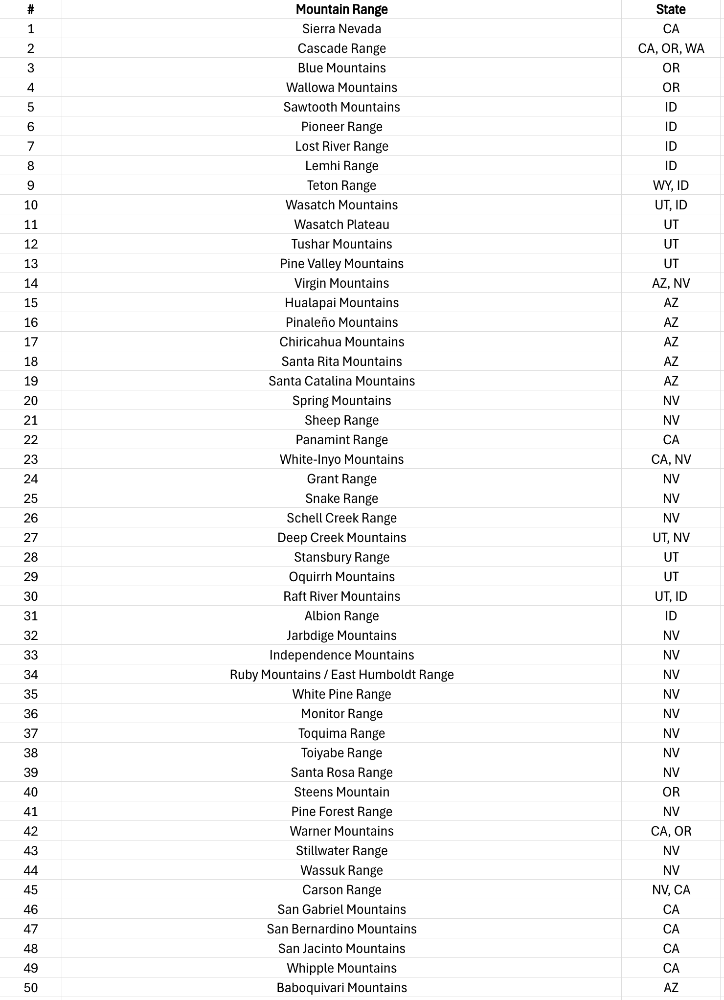 # Mountain Range State
1 Sierra Nevada CA
2 Cascade Range CA, OR, WA
3 Blue Mountains OR
4 Wallowa Mountains OR
5 Sawtooth Mountains ID
6 Pioneer Range ID
7 Lost River Range ID
8 Lemhi Range ID
9 Teton Range WY, ID
10 Wasatch Mountains UT, ID
11 Wasatch Plateau UT
12 Tushar Mountains UT
13 Pine Valley Mountains UT
14 Virgin Mountains AZ, NV
15 Hualapai Mountains AZ
16 Pinaleño Mountains AZ
17 Chiricahua Mountains AZ
18 Santa Rita Mountains AZ
19 Santa Catalina Mountains AZ
20 Spring Mountains NV
21 Sheep Range NV
22 Panamint Range CA
23 White-Inyo Mountains CA, NV
24 Grant Range NV
25 Snake Range NV
26 Schell Creek Range NV
27 Deep Creek Mountains UT, NV
28 Stansbury Range UT
29 Oquirrh Mountains UT
30 Raft River Mountains UT, ID
31 Albion Range ID
32 Jarbdige Mountains NV
33 Independence Mountains NV
34 Ruby Mountains / East Humboldt Range NV
35 White Pine Range NV
36 Monitor Range NV
37 Toquima Range NV
38 Toiyabe Range NV
39 Santa Rosa Range NV
40 Steens Mountain OR
41 Pine Forest Range NV
42 Warner Mountains CA, OR
43 Stillwater Range NV
44 Wassuk Range NV
45 Carson Range NV, CA
46 San Gabriel Mountains CA
47 San Bernardino Mountains CA
48 San Jacinto Mountains CA
49 Whipple Mountains CA
50 Baboquivari Mountains AZ